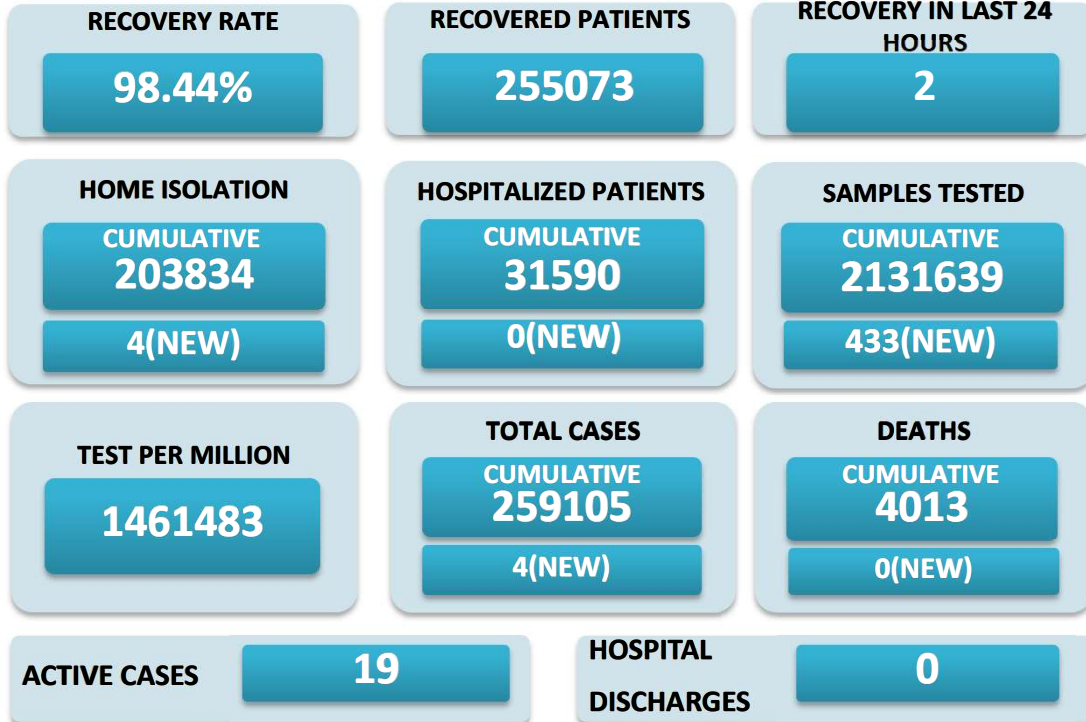 RECOVERY RATE
98.44%
RECOVERED PATIENTS
255073
RECOVERY IN LAST 24
HOURS
2
HOME ISOLATION
CUMULATIVE
203834
4(NEW)
HOSPITALIZED PATIENTS
CUMULATIVE
31590
0(NEW)
SAMPLES TESTED
CUMULATIVE
2131639
433(NEW)
TEST PER MILLION
1461483
TOTAL CASES
CUMULATIVE
259105
4(NEW)
DEATHS
CUMULATIVE
4013
0(NEW)
ACTIVE CASES
19
HOSPITAL
DISCHARGES
0